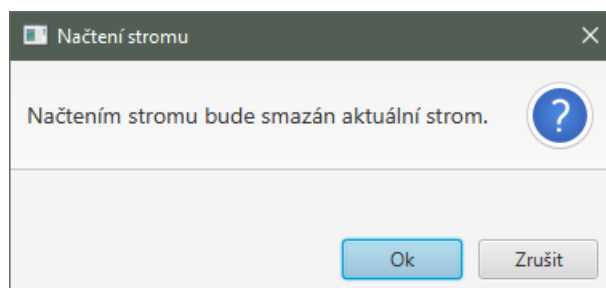 Načtení stromu
Načtením stromu bude smazán aktuální strom.
?
Ok
Zrušit